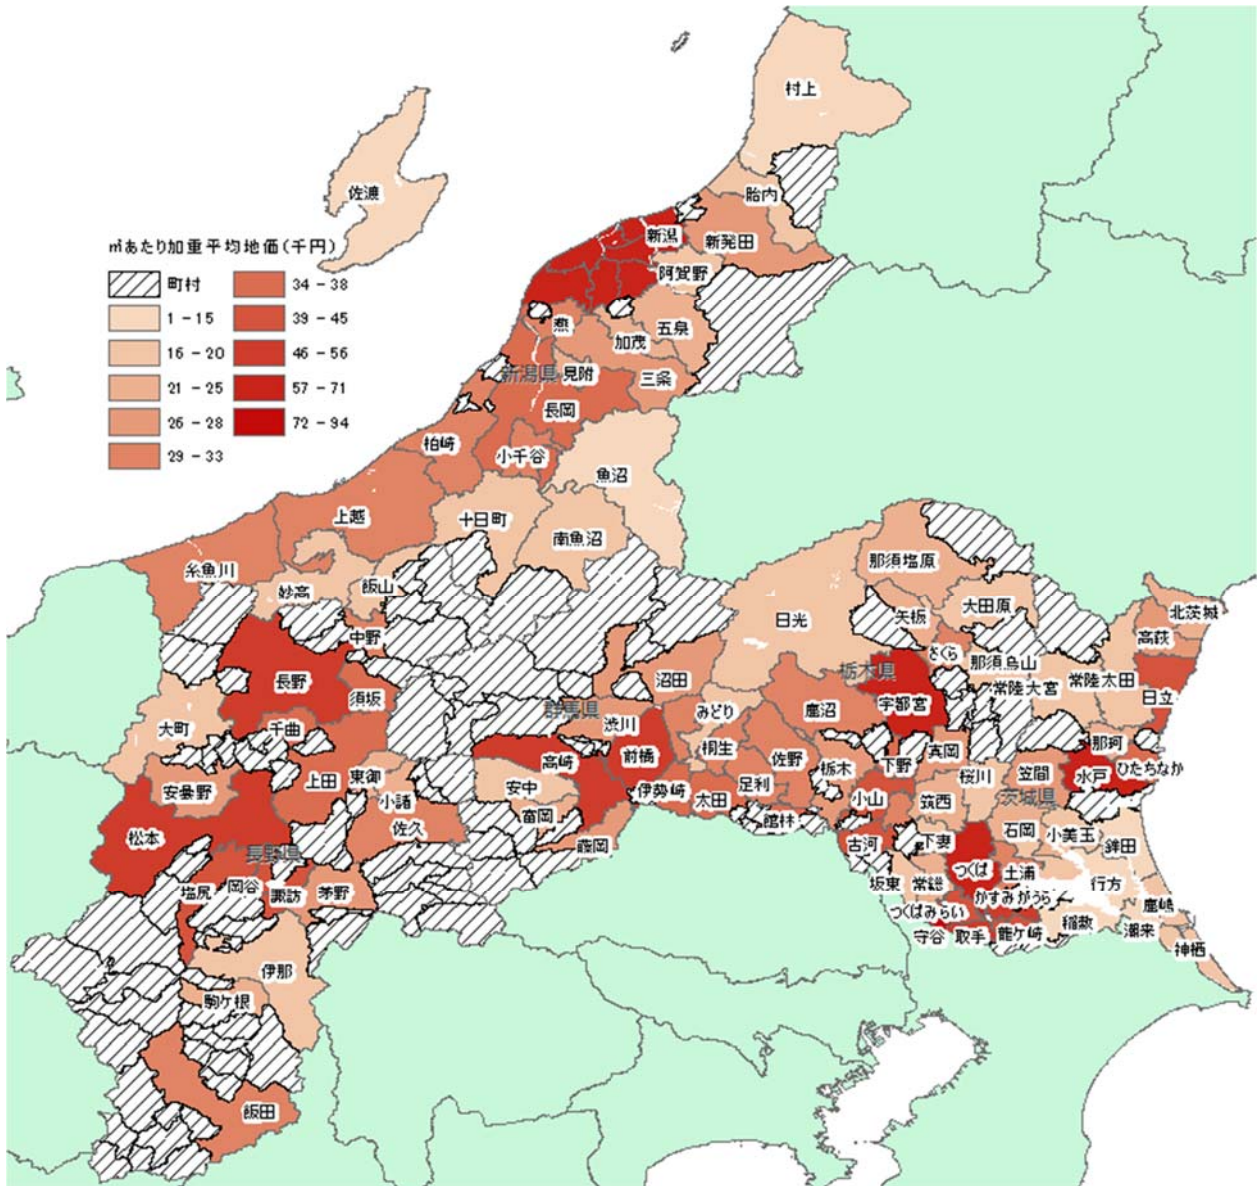 村上
佐渡
胎内
㎡あたり加重平均地価(千円)
町村
1 - 15
16 - 20
21 - 25
26 - 28
29 - 33
34 - 38
39 - 45
46 - 56
57 - 71
72 - 94
新潟
新発田
阿賀野
燕
加茂
五泉
新潟県
見附
三条
長岡
柏崎
小千谷
魚沼
上越
十日町
南魚沼
糸魚川
妙高
飯山
中野
那須塩原
大田原
日光
矢板
北茨城
高萩
さくら
那須烏山
栃木県
常陸大宮
常陸太田
日立
長野
須坂
沼田
群馬県
みどり
鹿沼
宇都宮
大町
千曲
渋川
前橋
桐生
佐野
栃木
下野
真岡
那珂
ひたちなか
水戸
笠間
桜川
茨城県
高崎
上田
東御
安曇野
小諸
安中
伊勢崎
太田
足利
小山
筑西
富岡
佐久
藤岡
館林
古河
下妻
石岡
小美玉
鉾田
松本
長野県
塩尻
岡谷
諏訪
茅野
つくば
土浦
坂東
常総
かすみがうら
行方
鹿嶋
つくばみらい
守谷
取手
龍ケ崎
稲敷
潮来
神栖
伊那
駒ケ根
飯田